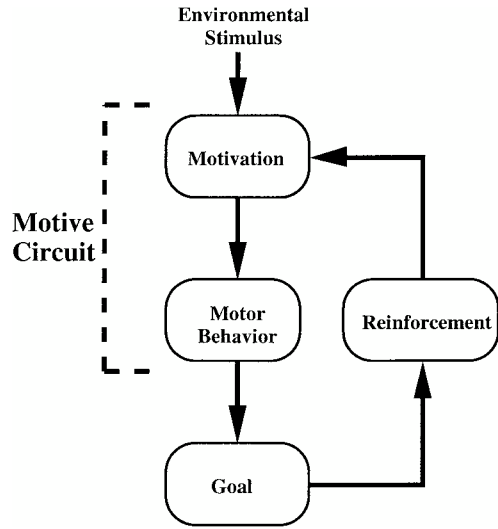 Environmental
Stimulus
Motivation
Motive
Circuit
Motor
Behavior
Reinforcement
Goal